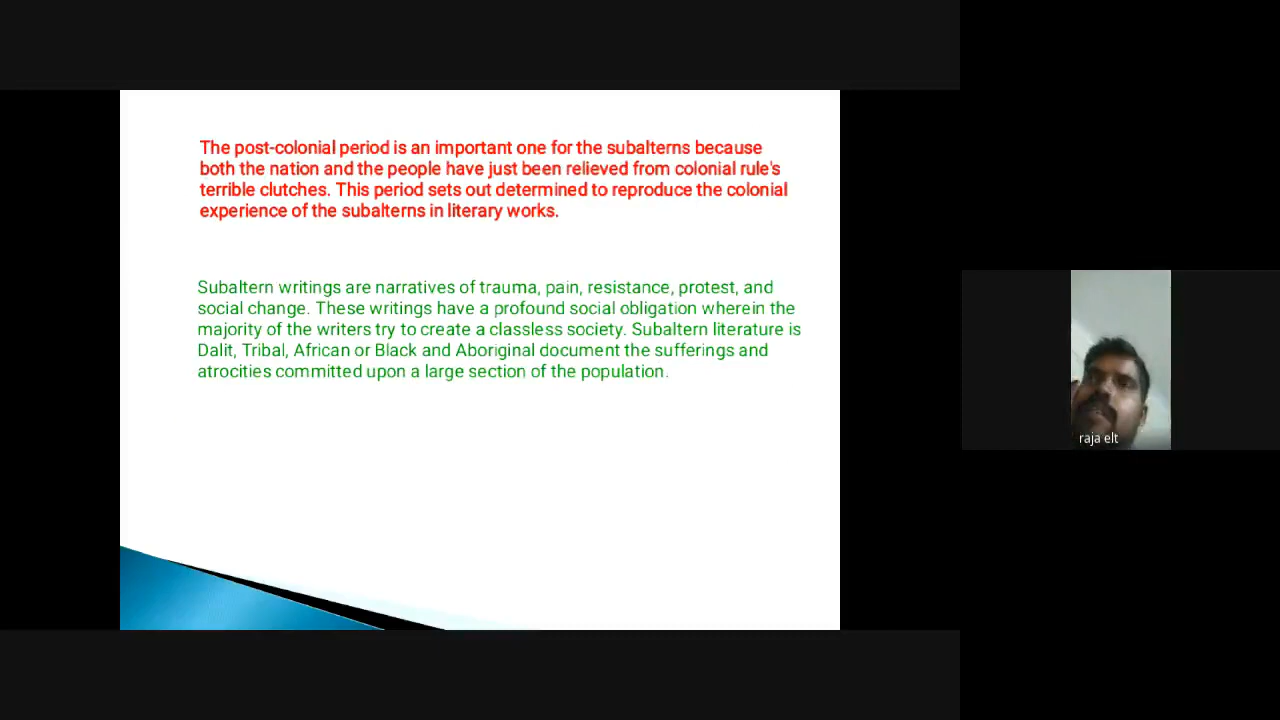 The post-colonial period is an important one for the subalterns because
both the nation and the people have just been relieved from colonial rule's
terrible clutches. This period sets out determined to reproduce the colonial
experience of the subalterns in literary works.
Subaltern writings are narratives of trauma, pain, resistance, protest, and
social change. These writings have a profound social obligation wherein the
majority of the writers try to create a classless society. Subaltern literature is
Dalit, Tribal, African or Black and Aboriginal document the sufferings and
atrocities committed upon a large section of the population.
raja elt